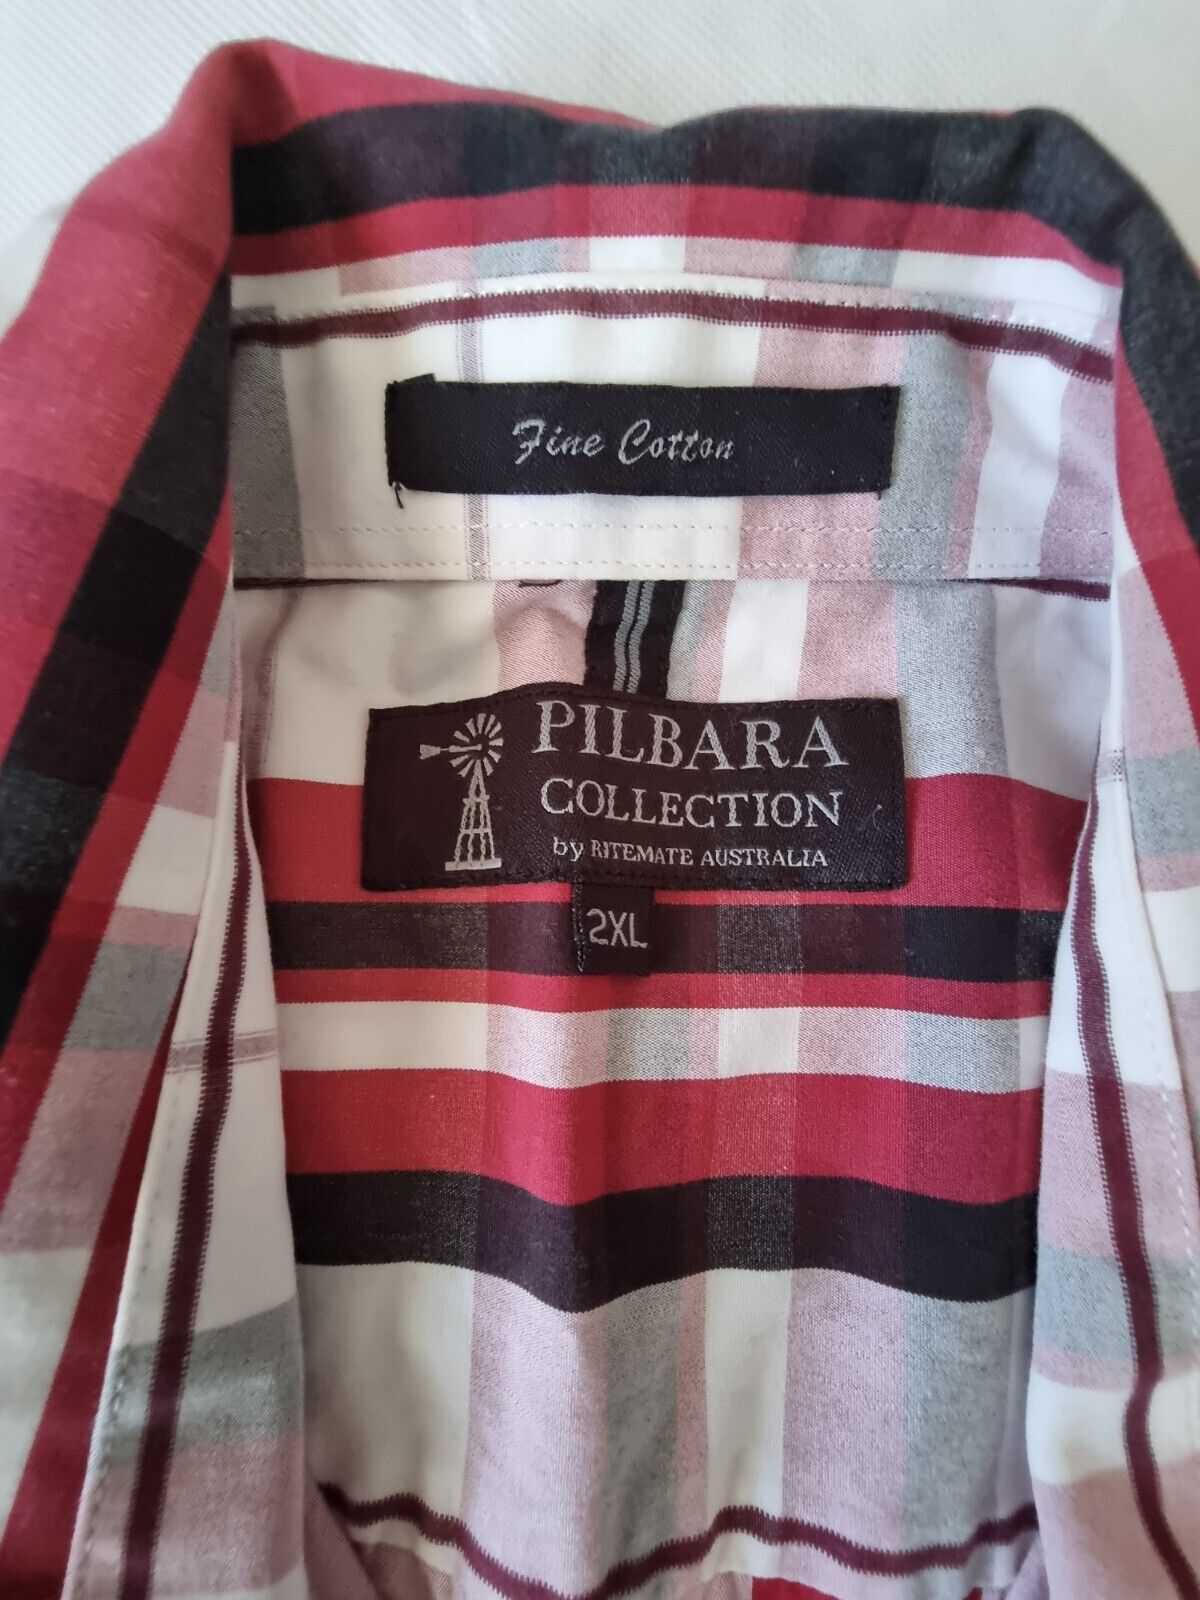 Fine Cotton
PILBARA
COLLECTION
by RITEMATE AUSTRALIA
2XL